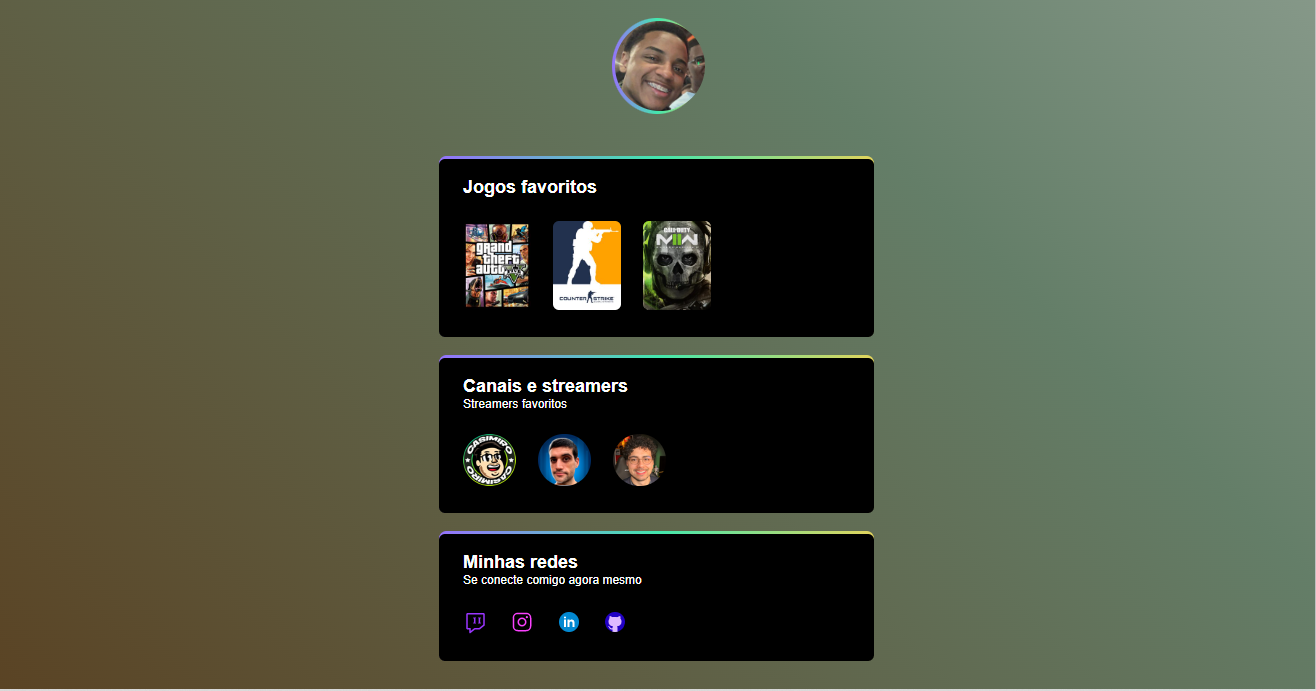 Jogos favoritos
grand
theft
auto
COUNTER STRIKE
CALL OF DUTY
MWII
Canais e streamers
Streamers favoritos
CASIMIRO
CASIMIRO
Minhas redes
Se conecte comigo agora mesmo
in